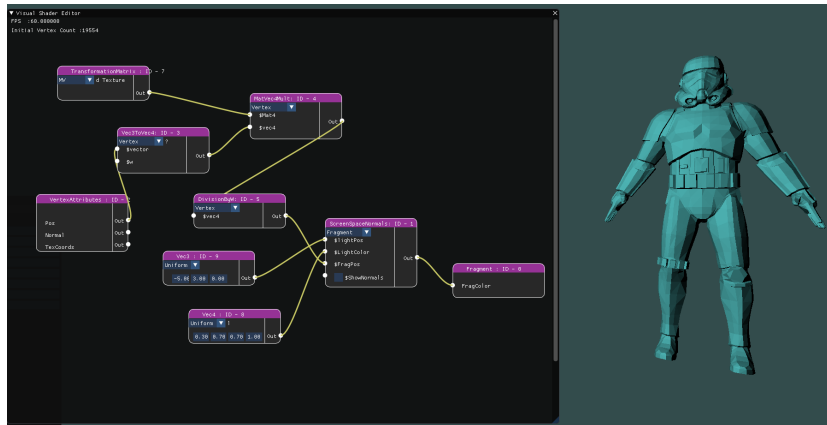 Visual Shader Editor
FPS :60.000000
Initial Vertex Count :19554
TransformationMatrix : ID - 7
MV d Texture
Out
MatVec4Mult: ID - 4
Vertex
$Mat4
$vec4
Out
Vec3ToVec4: ID - 3
Vertex ?
$vector
$w
Out
VertexAttributes : ID -
Pos Out
Normal Out
TexCoords Out
DivisionByW: ID - 5
Vertex
$vec4
Out
ScreenSpaceNormals: ID - 1
Fragment
$lightPos
$LightColor
$FragPos
$ShowNormals
Out
Vec3 : ID - 9
Uniform
-5.00 3.00 0.00
Out
Fragment : ID - 0
FragColor
Vec4 : ID - 8
Uniform
0.30 0.70 0.70 1.00
Out